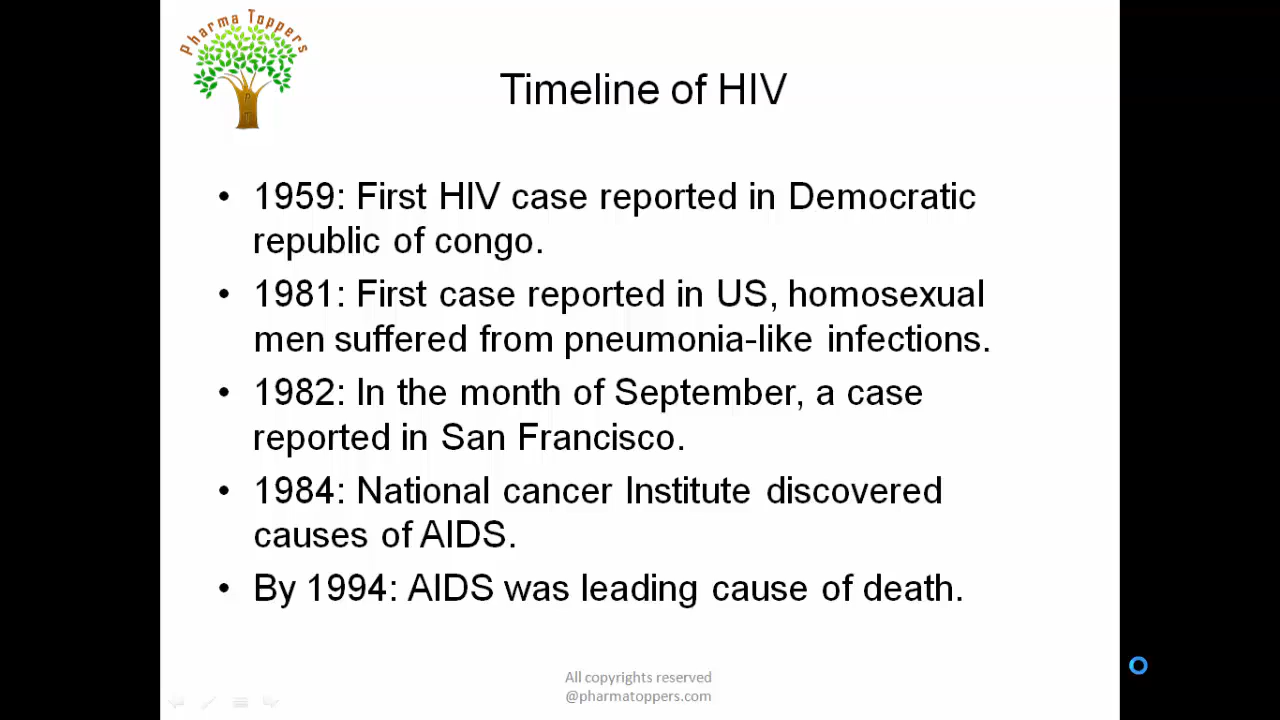 Pharma Toppers
Timeline of HIV
• 1959: First HIV case reported in Democratic
republic of congo.
• 1981: First case reported in US, homosexual
men suffered from pneumonia-like infections.
• 1982: In the month of September, a case
reported in San Francisco.
• 1984: National cancer Institute discovered
causes of AIDS.
• By 1994: AIDS was leading cause of death.
All copyrights reserved
@pharmatoppers.com